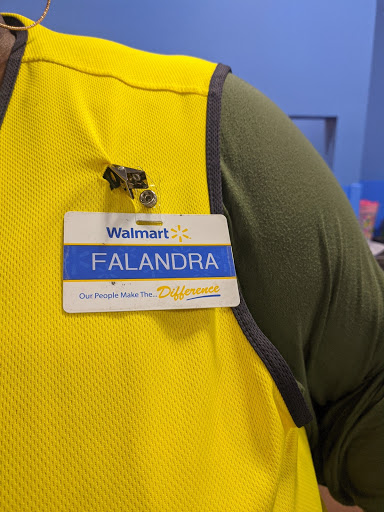 Walmart
FALANDRA
Our People Make The... Difference